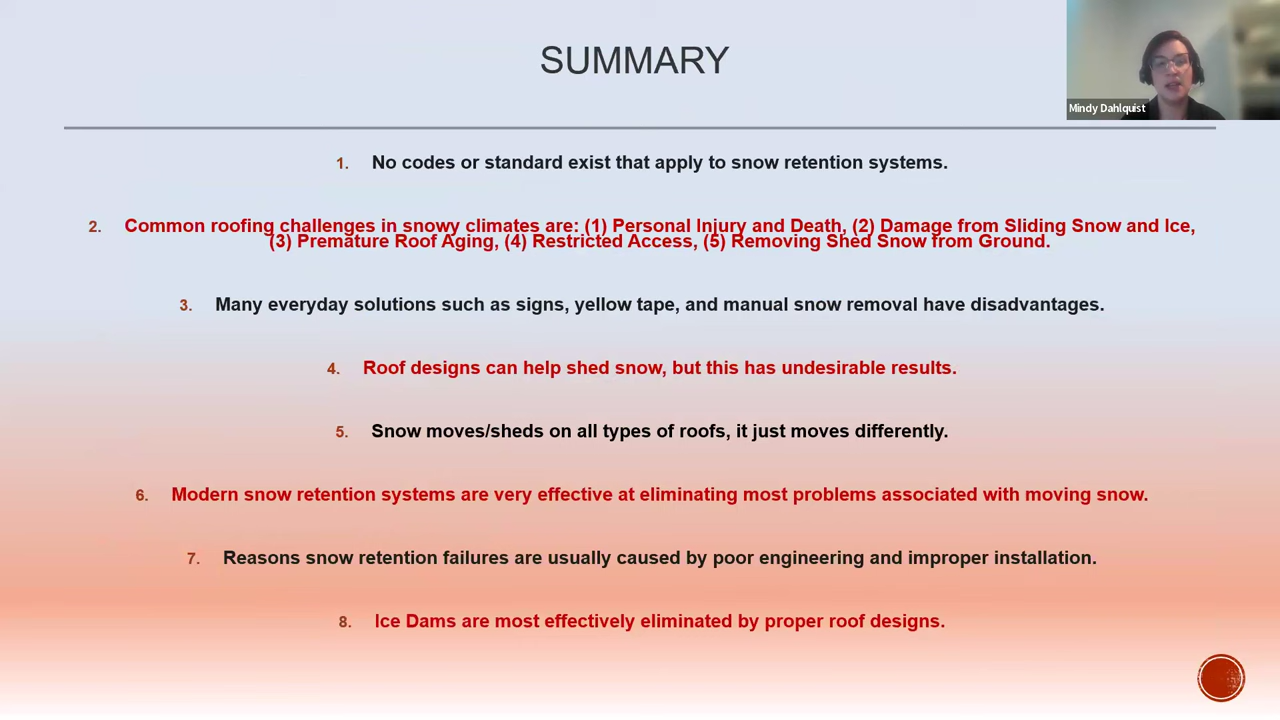 SUMMARY
Mindy Dahlquist
1. No codes or standard exist that apply to snow retention systems.
2. Common roofing challenges in snowy climates are: (1) Personal Injury and Death, (2) Damage from Sliding Snow and Ice,
(3) Premature Roof Aging, (4) Restricted Access, (5) Removing Shed Snow from Ground.
3. Many everyday solutions such as signs, yellow tape, and manual snow removal have disadvantages.
4. Roof designs can help shed snow, but this has undesirable results.
5. Snow moves/sheds on all types of roofs, it just moves differently.
6. Modern snow retention systems are very effective at eliminating most problems associated with moving snow.
7. Reasons snow retention failures are usually caused by poor engineering and improper installation.
8. Ice Dams are most effectively eliminated by proper roof designs.